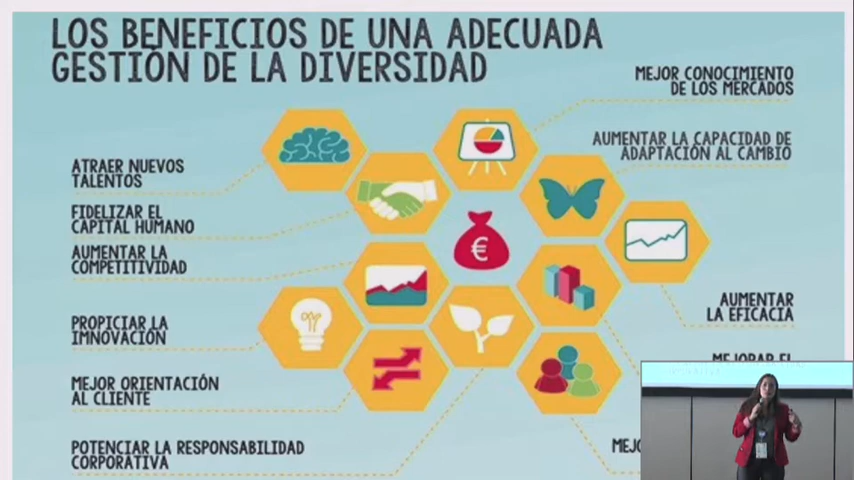 LOS BENEFICIOS DE UNA ADECUADA
GESTIÓN DE LA DIVERSIDAD
MEJOR CONOCIMIENTO
DE LOS MERCADOS
AUMENTAR LA CAPACIDAD DE
ADAPTACIÓN AL CAMBIO
ATRAER NUEVOS
TALENTOS
FIDELIZAR EL
CAPITAL HUMANO
AUMENTAR LA
COMPETITIVIDAD
€
AUMENTAR
LA EFICACIA
PROPICIAR LA
IMNOVACIÓN
MEJORAR EL
MEJOR ORIENTACIÓN
AL CLIENTE
POTENCIAR LA RESPONSABILIDAD
CORPORATIVA